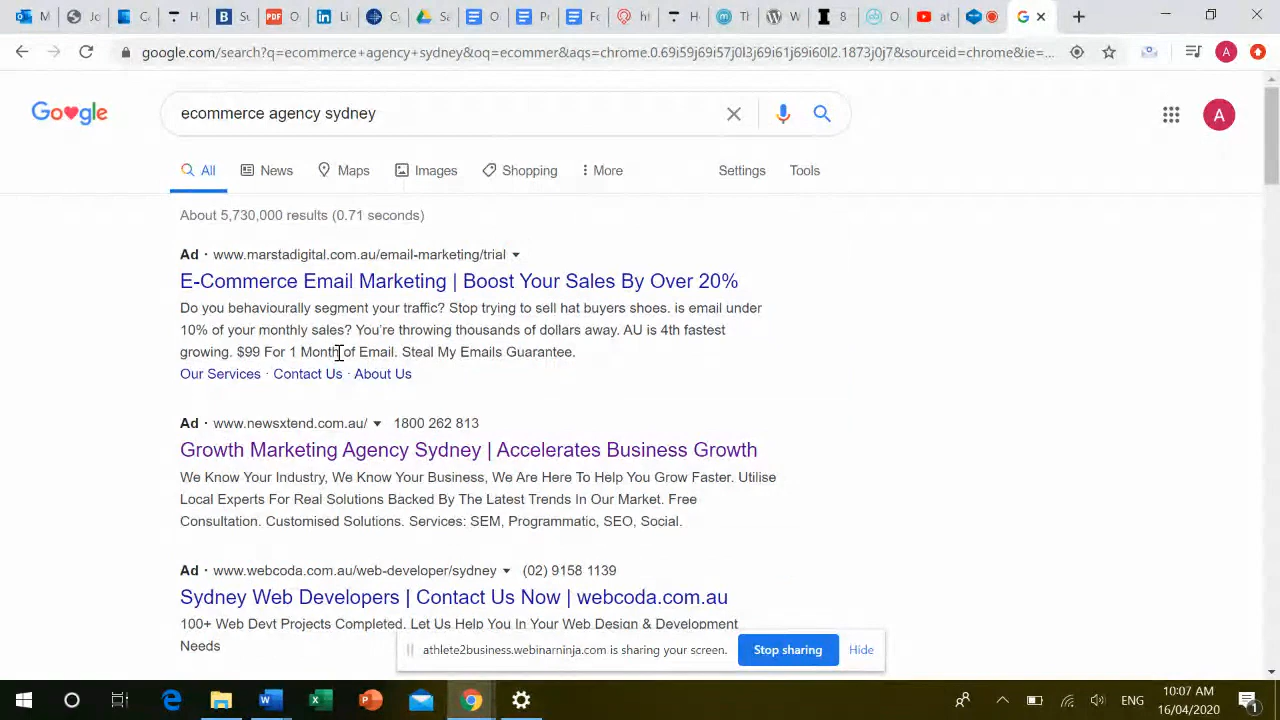 H
Su
O
Li
C
S
O
Pr
Fo
ht
H
Th
W
8
O
at
G
google.com/search?q=ecommerce+agency+sydney&oq=ecommer&aqs=chrome.0.69i59j69i57j0l3j69i61j69i60l2.1873j0j7&sourceid=chrome&ie=...
A
ecommerce agency sydney
A
All News Maps Images Shopping More Settings Tools
About 5,730,000 results (0.71 seconds)
Ad · www.marstadigital.com.au/email-marketing/trial
E-Commerce Email Marketing | Boost Your Sales By Over 20%
Do you behaviourally segment your traffic? Stop trying to sell hat buyers shoes. is email under
10% of your monthly sales? You're throwing thousands of dollars away. AU is 4th fastest
growing. $99 For 1 Month of Email. Steal My Emails Guarantee.
Our Services · Contact Us · About Us
Ad · www.newsxtend.com.au/ 1800 262 813
Growth Marketing Agency Sydney | Accelerates Business Growth
We Know Your Industry, We Know Your Business, We Are Here To Help You Grow Faster. Utilise
Local Experts For Real Solutions Backed By The Latest Trends In Our Market. Free
Consultation. Customised Solutions. Services: SEM, Programmatic, SEO, Social.
Ad · www.webcoda.com.au/web-developer/sydney (02) 9158 1139
Sydney Web Developers | Contact Us Now | webcoda.com.au
100+ Web Devt Projects Completed. Let Us Help You In Your Web Design & Development
Needs
athlete2business.webinarninja.com is sharing your screen. Stop sharing Hide
ENG
10:07 AM
16/04/2020
1